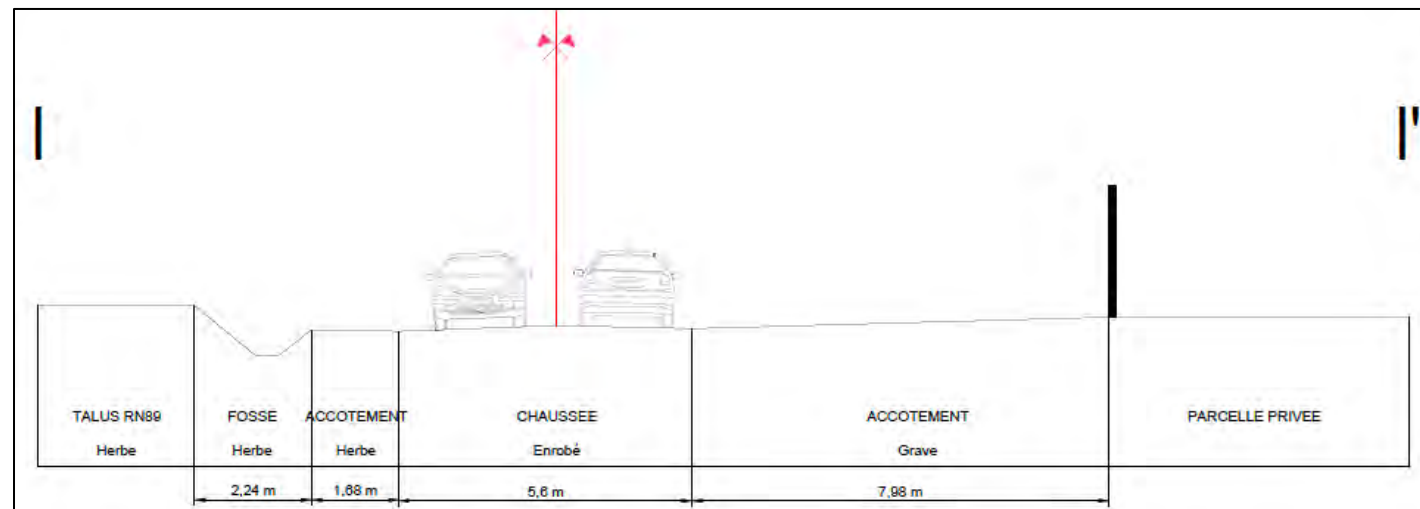 I I'
TALUS RN89 FOSSE ACCOTEMENT CHAUSSEE ACCOTEMENT PARCELLE PRIVEE
Herbe Herbe Herbe Enrobé Grave
2,24 m 1,68 m 5,6 m 7,98 m